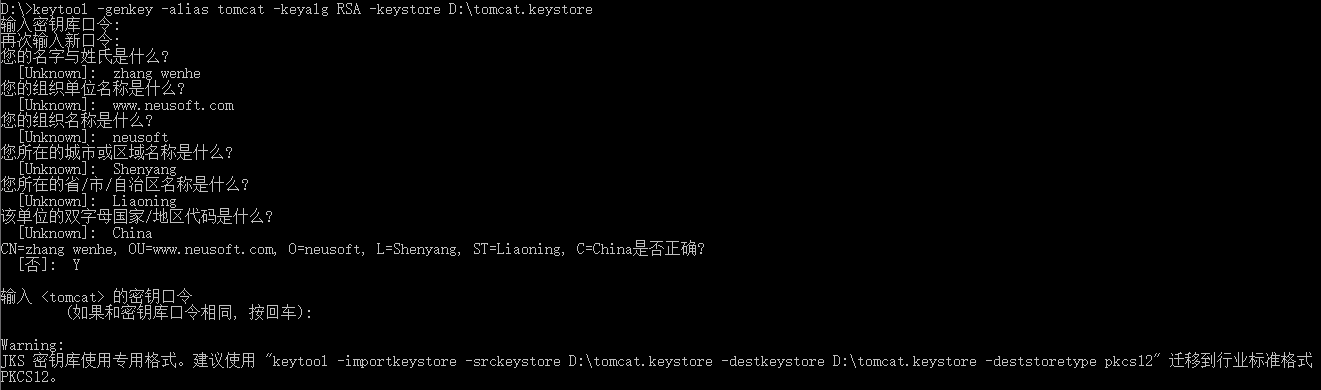 D:\>keytool -genkey -alias tomcat -keyalg RSA -keystore D:\tomcat.keystore
输入密钥库口令:
再次输入新口令:
您的名字与姓氏是什么?
  [Unknown]:  zhang wenhe
您的组织单位名称是什么?
  [Unknown]:  www.neusoft.com
您的组织名称是什么?
  [Unknown]:  neusoft
您所在的城市或区域名称是什么?
  [Unknown]:  Shenyang
您所在的省/市/自治区名称是什么?
  [Unknown]:  Liaoning
该单位的双字母国家/地区代码是什么?
  [Unknown]:  China
CN=zhang wenhe, OU=www.neusoft.com, O=neusoft, L=Shenyang, ST=Liaoning, C=China是否正确?
  [否]:  Y
输入 <tomcat> 的密钥口令
        (如果和密钥库口令相同, 按回车):
Warning:
JKS 密钥库使用专用格式。建议使用 "keytool -importkeystore -srckeystore D:\tomcat.keystore -destkeystore D:\tomcat.keystore -deststoretype pkcs12" 迁移到行业标准格式
PKCS12。